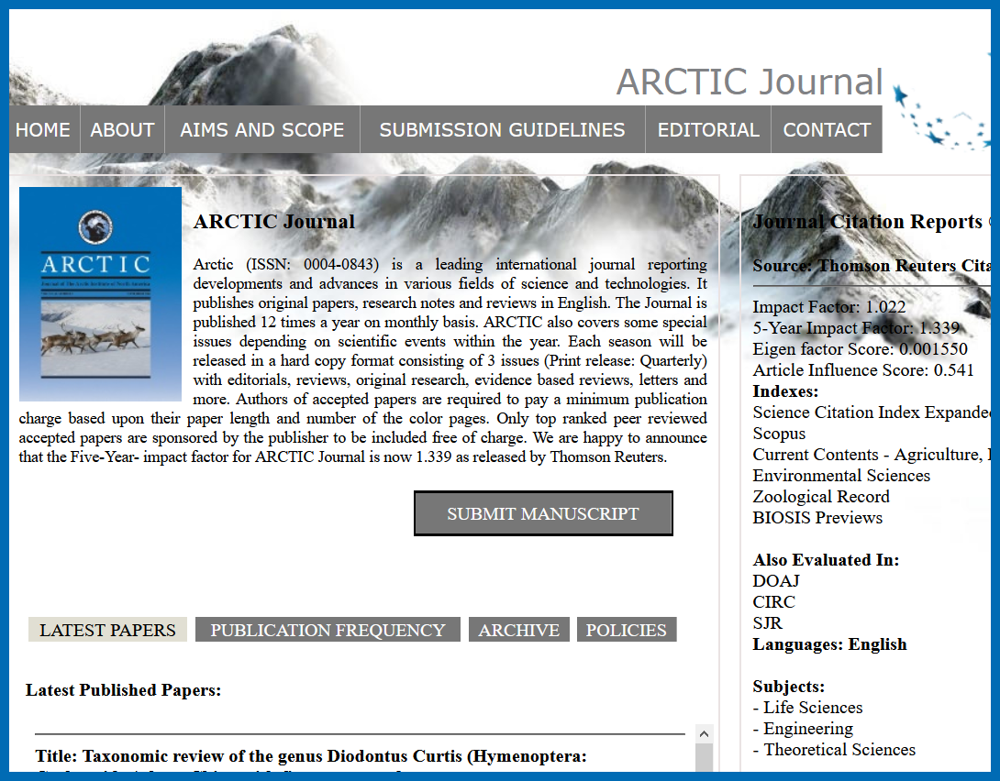 ARCTIC Journal
HOME
ABOUT
AIMS AND SCOPE
SUBMISSION GUIDELINES
EDITORIAL
CONTACT
ARCTIC
Journal of The Arctic Institute of North America
ARCTIC Journal
Arctic (ISSN: 0004-0843) is a leading international journal reporting
developments and advances in various fields of science and technologies. It
publishes original papers, research notes and reviews in English. The Journal is
published 12 times a year on monthly basis. ARCTIC also covers some special
issues depending on scientific events within the year. Each season will be
released in a hard copy format consisting of 3 issues (Print release: Quarterly)
with editorials, reviews, original research, evidence based reviews, letters and
more. Authors of accepted papers are required to pay a minimum publication
charge based upon their paper length and number of the color pages. Only top ranked peer reviewed
accepted papers are sponsored by the publisher to be included free of charge. We are happy to announce
that the Five-Year- impact factor for ARCTIC Journal is now 1.339 as released by Thomson Reuters.
SUBMIT MANUSCRIPT
LATEST PAPERS
PUBLICATION FREQUENCY
ARCHIVE
POLICIES
Latest Published Papers:
Title: Taxonomic review of the genus Diodontus Curtis (Hymenoptera:
Journal Citation Reports
Source: Thomson Reuters
Impact Factor: 1.022
5-Year Impact Factor: 1.339
Eigen factor Score: 0.001550
Article Influence Score: 0.541
Indexes:
Science Citation Index Expanded
Scopus
Current Contents - Agriculture,
Environmental Sciences
Zoological Record
BIOSIS Previews
Also Evaluated In:
DOAJ
CIRC
SJR
Languages: English
Subjects:
- Life Sciences
- Engineering
- Theoretical Sciences